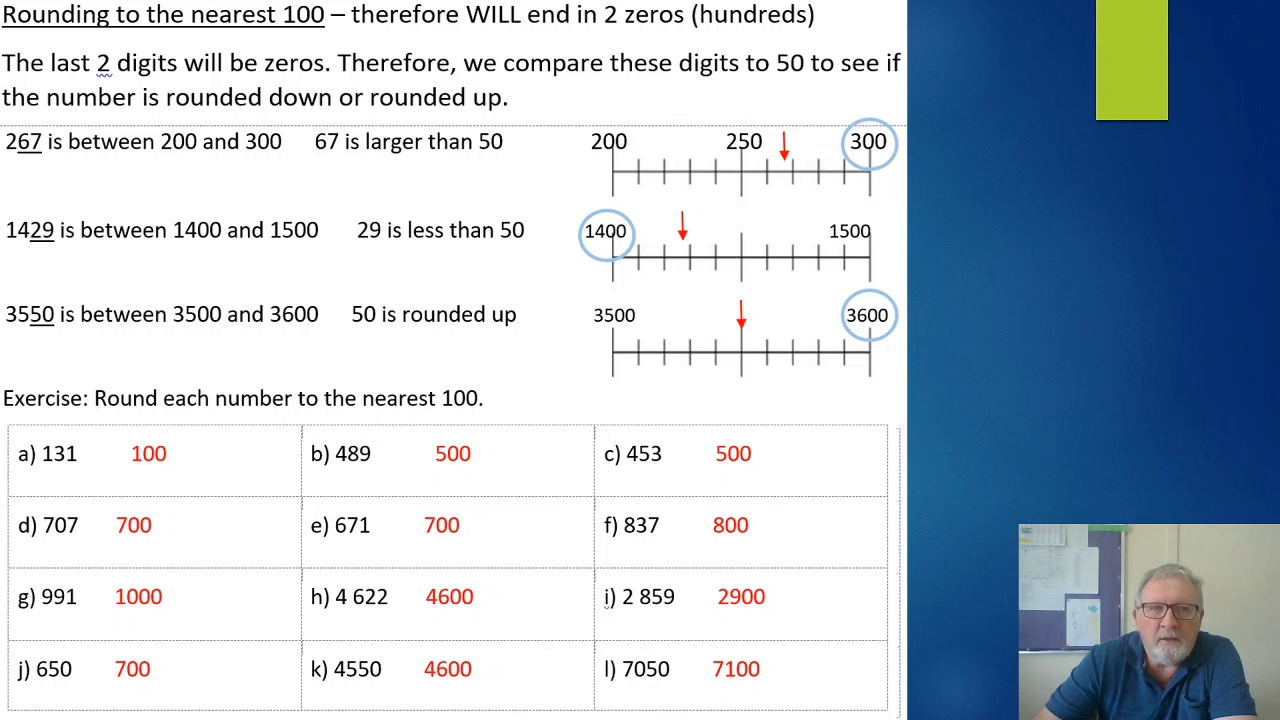 Rounding to the nearest 100 – therefore WILL end in 2 zeros (hundreds)
The last 2 digits will be zeros. Therefore, we compare these digits to 50 to see if
the number is rounded down or rounded up.
267 is between 200 and 300 67 is larger than 50 200 250 300
1429 is between 1400 and 1500 29 is less than 50 1400 1500
3550 is between 3500 and 3600 50 is rounded up 3500 3600
Exercise: Round each number to the nearest 100.
a) 131 100 b) 489 500 c) 453 500
d) 707 700 e) 671 700 f) 837 800
g) 991 1000 h) 4 622 4600 i) 2 859 2900
j) 650 700 k) 4550 4600 l) 7050 7100